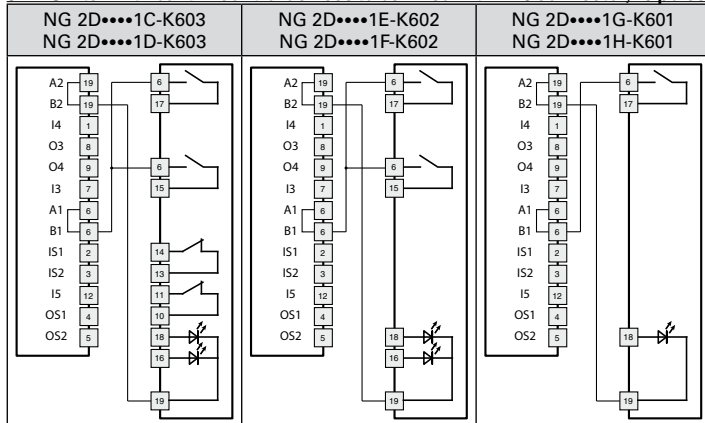 NG 2D••••1C-K603
NG 2D••••1D-K603
NG 2D••••1E-K602
NG 2D••••1F-K602
NG 2D••••1G-K601
NG 2D••••1H-K601
A2 19
B2 19
I4 1
O3 8
O4 9
I3 7
A1 6
B1 6
IS1 2
IS2 3
I5 12
OS1 4
OS2 5
6
17
6
15
14
13
11
10
18
16
19
A2 19
B2 19
I4 1
O3 8
O4 9
I3 7
A1 6
B1 6
IS1 2
IS2 3
I5 12
OS1 4
OS2 5
6
17
6
15
18
16
19
A2 19
B2 19
I4 1
O3 8
O4 9
I3 7
A1 6
B1 6
IS1 2
IS2 3
I5 12
OS1 4
OS2 5
6
17
18
19